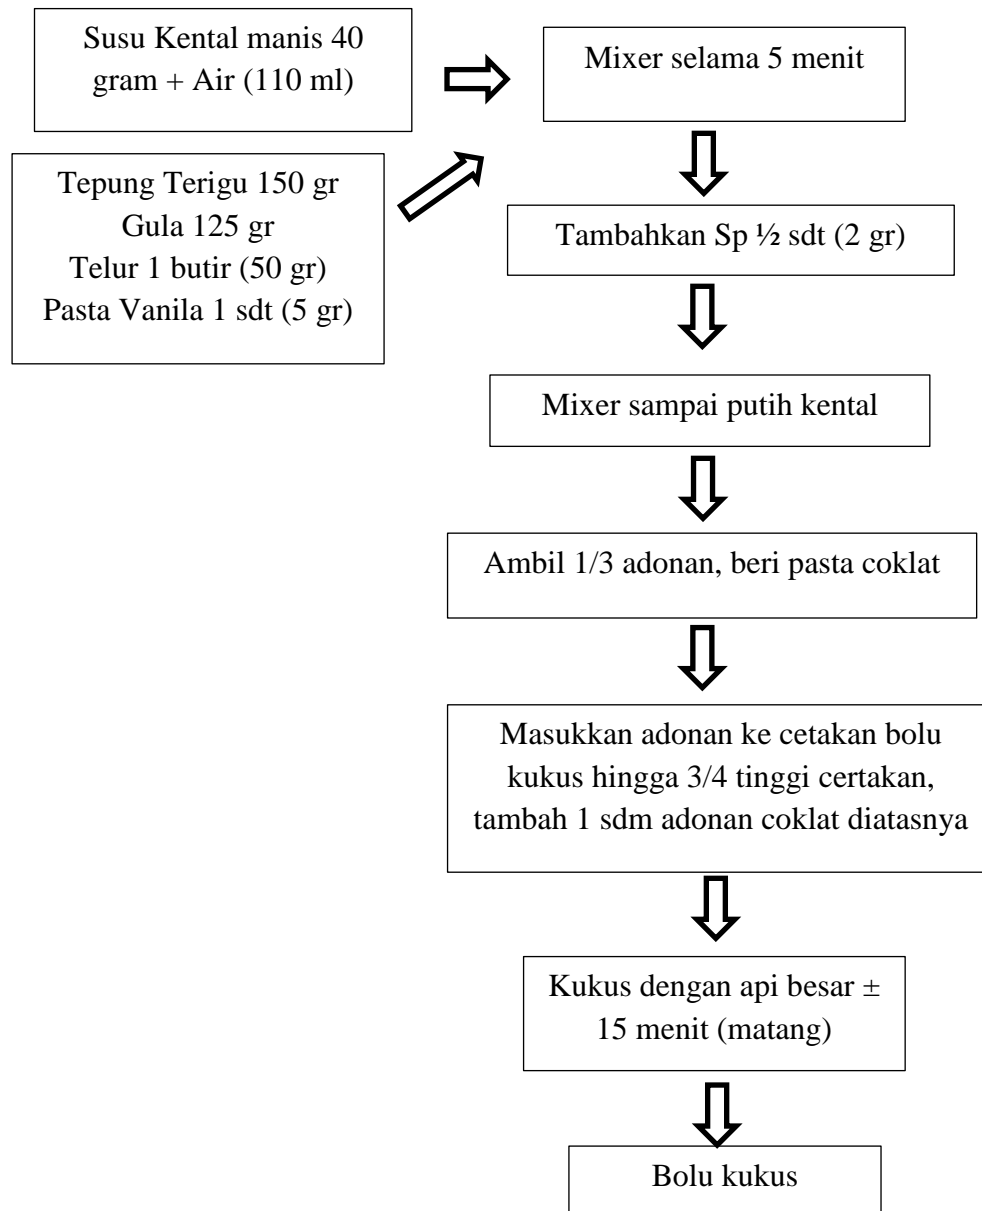 Susu Kental manis 40
gram + Air (110 ml)
Mixer selama 5 menit
Tepung Terigu 150 gr
Gula 125 gr
Telur 1 butir (50 gr)
Pasta Vanila 1 sdt (5 gr)
Tambahkan Sp ½ sdt (2 gr)
Mixer sampai putih kental
Ambil 1/3 adonan, beri pasta coklat
Masukkan adonan ke cetakan bolu
kukus hingga 3/4 tinggi certakan,
tambah 1 sdm adonan coklat diatasnya
Kukus dengan api besar ±
15 menit (matang)
Bolu kukus